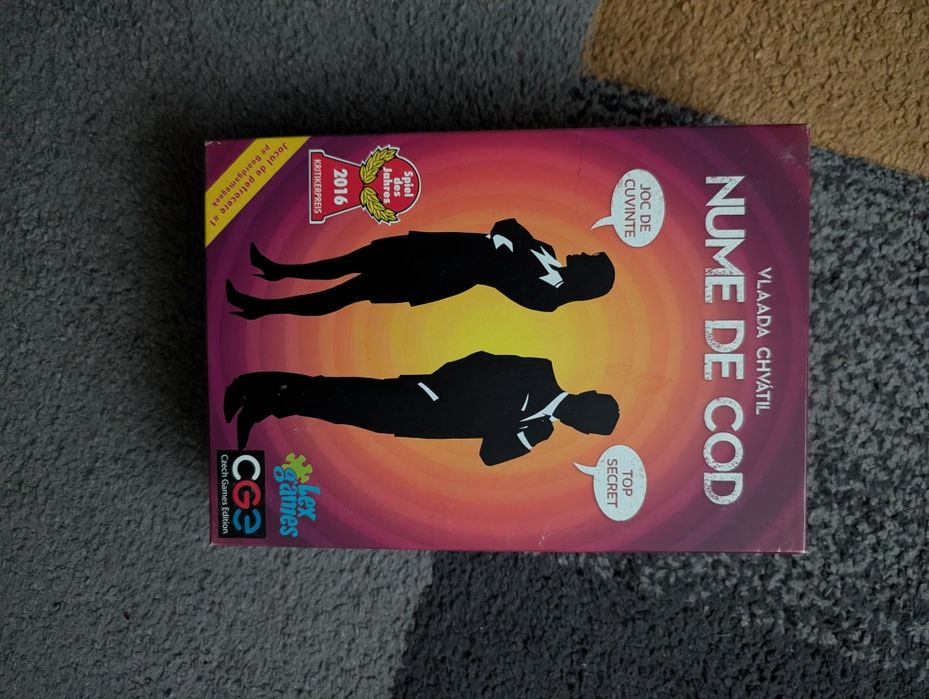 VLAADA CHVÁTIL
NUME DE COD
JOC DE
CUVINTE
TOP
SECRET
Spiel
des
Jahres
2016
KRITIKERPREIS
Jocul de petrecere #1
pe Boardgamegeek
Lex
games
CGE
Czech Games Edition